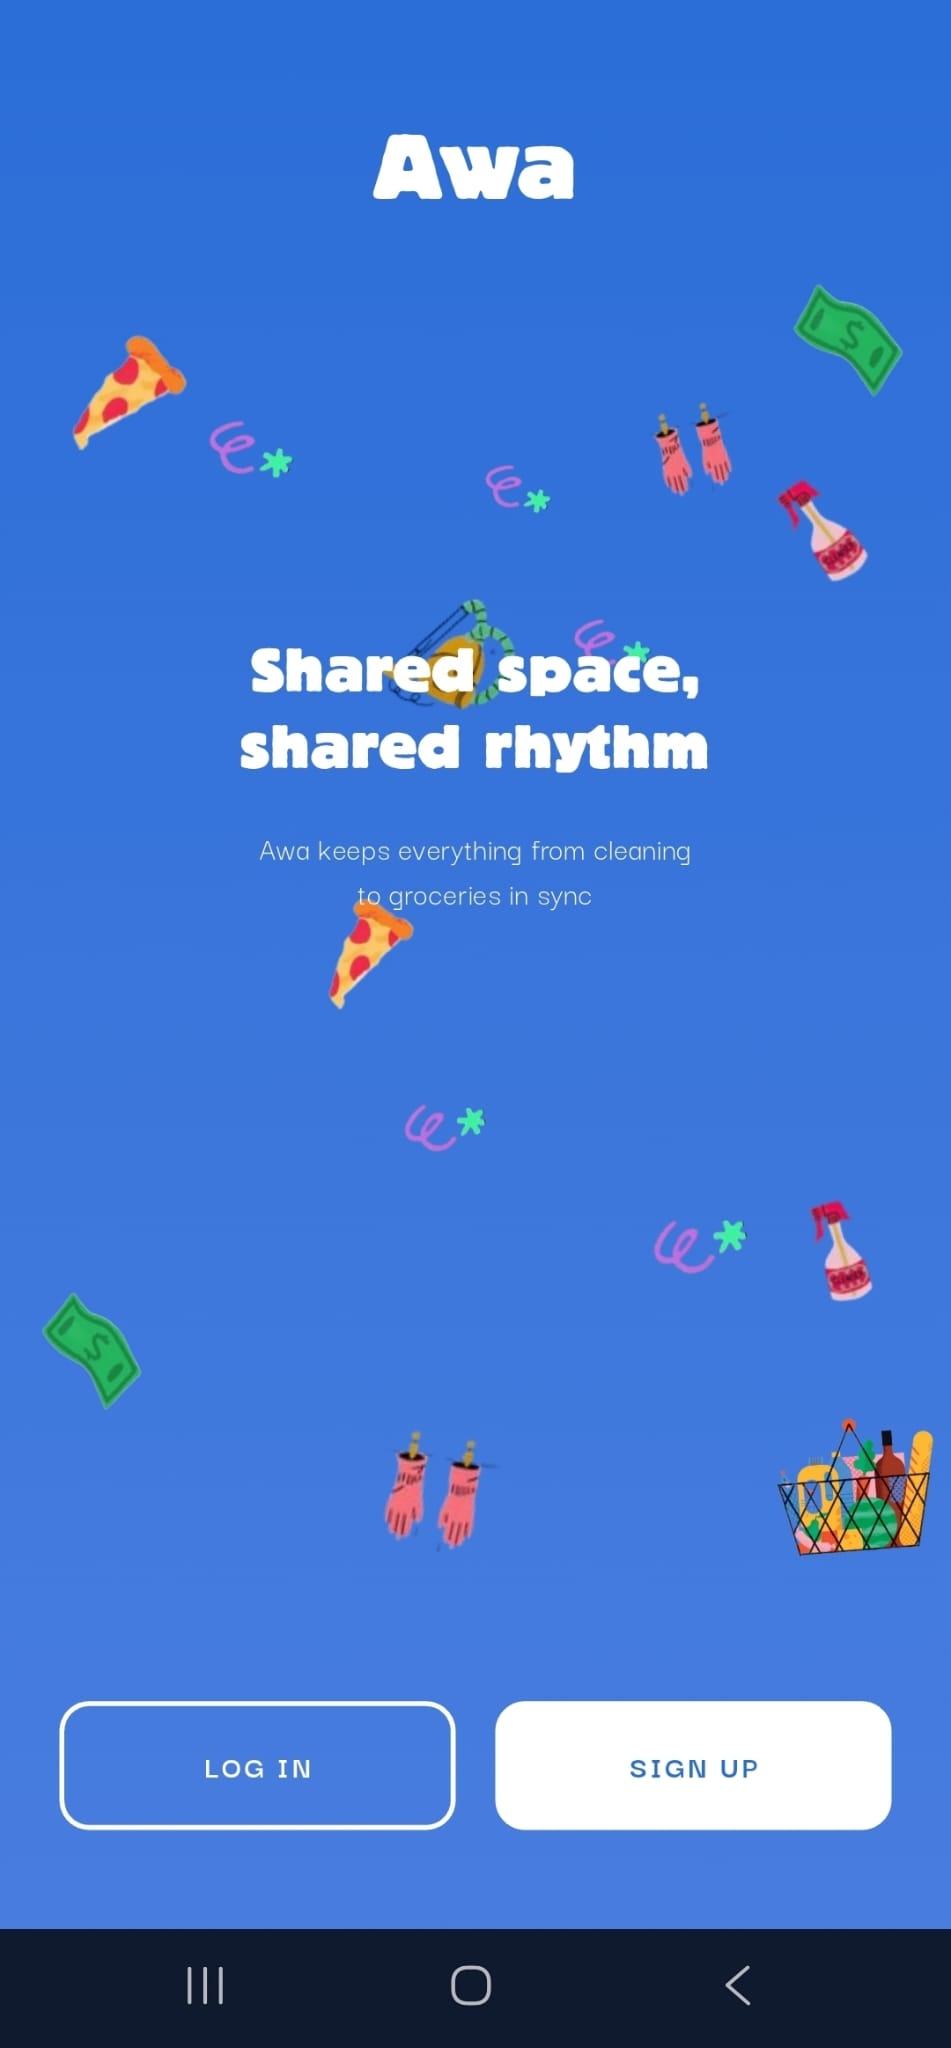 Awa
Shared space,
shared rhythm
Awa keeps everything from cleaning
to groceries in sync
LOG IN
SIGN UP